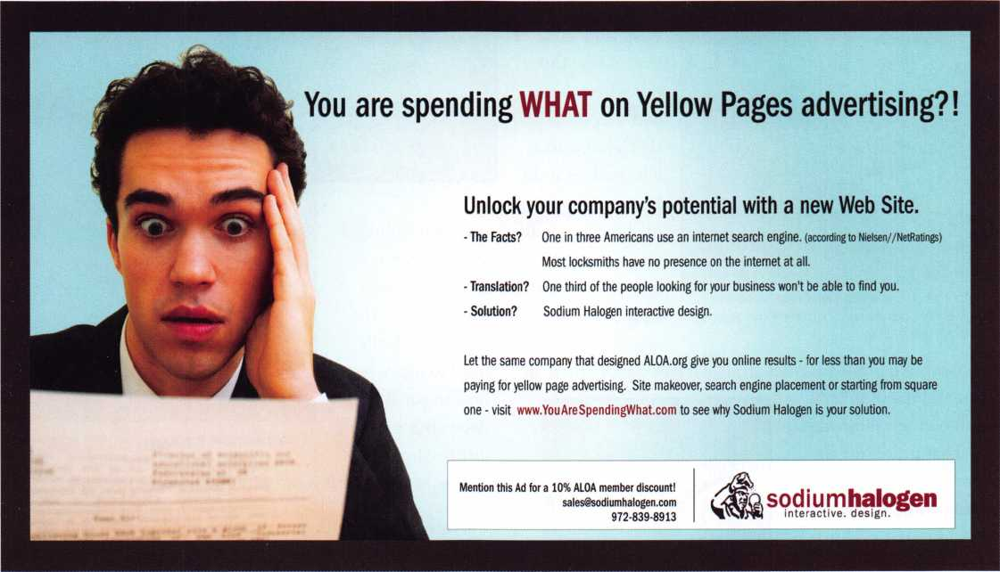 You are spending WHAT on Yellow Pages advertising?!
Unlock your company's potential with a new Web Site.
- The Facts? One in three Americans use an internet search engine. (according to Nielsen//NetRatings)
Most locksmiths have no presence on the internet at all.
- Translation? One third of the people looking for your business won't be able to find you.
- Solution? Sodium Halogen interactive design.
Let the same company that designed ALOA.org give you online results - for less than you may be
paying for yellow page advertising. Site makeover, search engine placement or starting from square
one - visit www.YouAreSpendingWhat.com to see why Sodium Halogen is your solution.
Mention this Ad for a 10% ALOA member discount!
sales@sodiumhalogen.com
972-839-8913
sodiumhalogen
interactive. design.